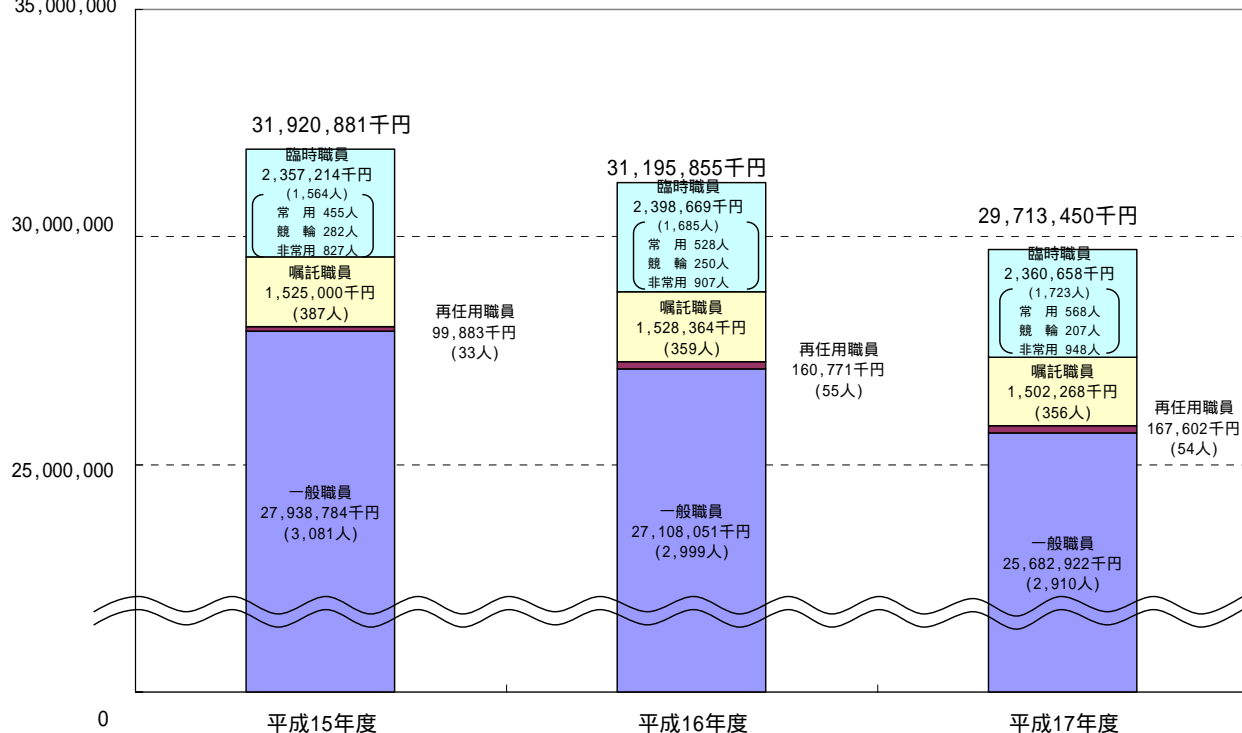 35,000,000
30,000,000
25,000,000
0
31,920,881千円
臨時職員
2,357,214千円
(1,564人)
常 用 455人
競 輪 282人
非常用 827人
嘱託職員
1,525,000千円
(387人)
再任用職員
99,883千円
(33人)
一般職員
27,938,784千円
(3,081人)
平成15年度
31,195,855千円
臨時職員
2,398,669千円
(1,685人)
常 用 528人
競 輪 250人
非常用 907人
嘱託職員
1,528,364千円
(359人)
再任用職員
160,771千円
(55人)
一般職員
27,108,051千円
(2,999人)
平成16年度
29,713,450千円
臨時職員
2,360,658千円
(1,723人)
常 用 568人
競 輪 207人
非常用 948人
嘱託職員
1,502,268千円
(356人)
再任用職員
167,602千円
(54人)
一般職員
25,682,922千円
(2,910人)
平成17年度